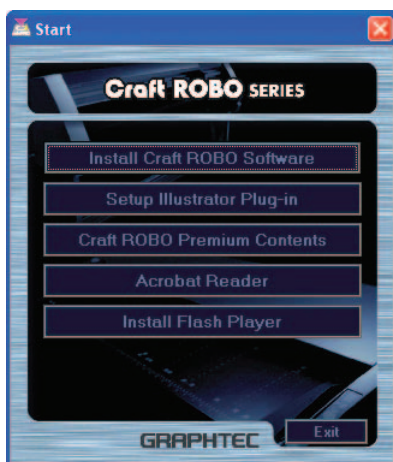 Start
Craft ROBO SERIES
Install Craft ROBO Software
Setup Illustrator Plug-in
Craft ROBO Premium Contents
Acrobat Reader
Install Flash Player
Exit
GRAPHTEC